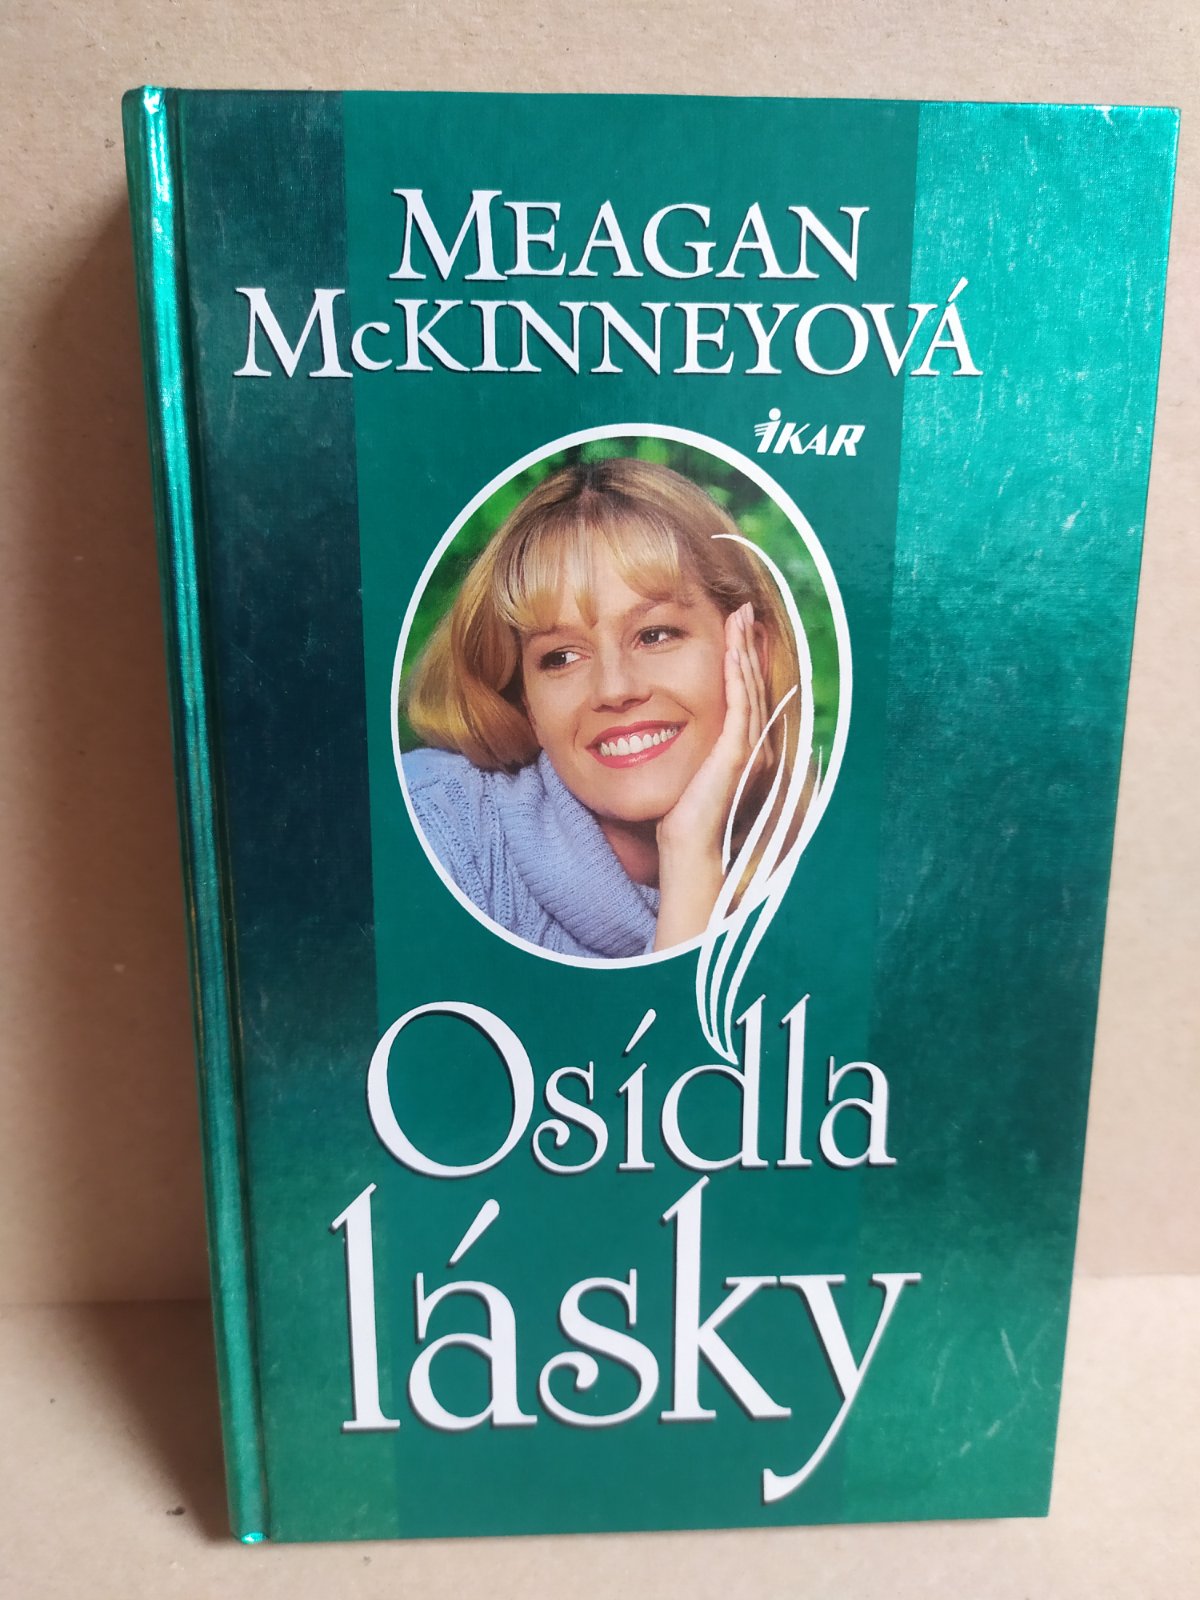 MEAGAN
McKINNEYOVÁ
iKAR
Osídla
lásky